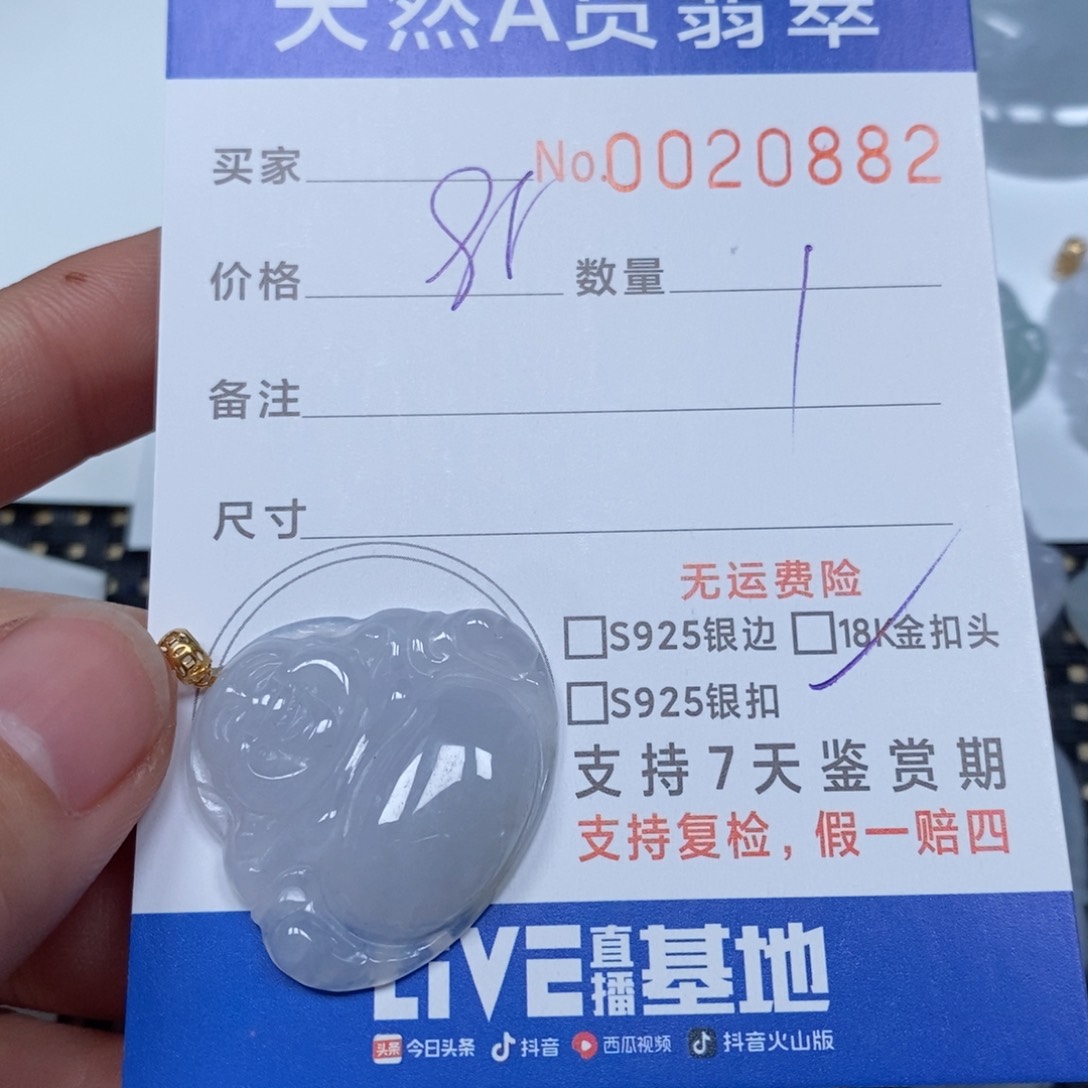 天然A货翡翠
买家 No.0020882
价格 数量 1
备注
尺寸
无运费险
S925银边 18K金扣头
S925银扣
支持7天鉴赏期
支持复检，假一赔四
LIVE直播基地
头条 今日头条 抖音 西瓜视频 抖音火山版